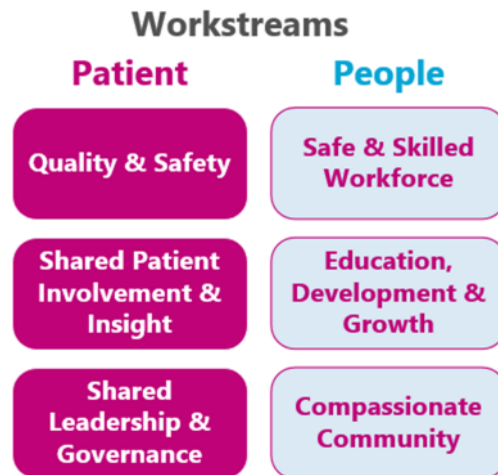 Workstreams
Patient
People
Quality & Safety
Safe & Skilled
Workforce
Shared Patient
Involvement &
Insight
Education,
Development &
Growth
Shared
Leadership &
Governance
Compassionate
Community